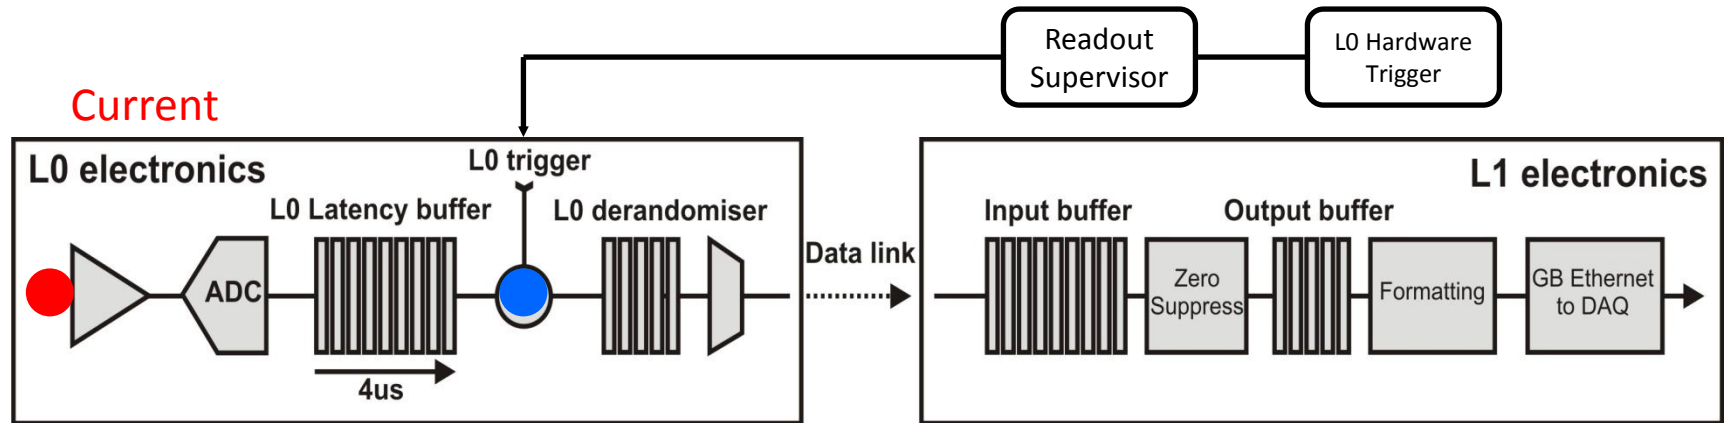 Readout
Supervisor
L0 Hardware
Trigger
Current
L0 electronics
L0 trigger
L0 Latency buffer
L0 derandomiser
ADC
4us
Data link
L1 electronics
Input buffer
Output buffer
Zero
Suppress
Formatting
GB Ethernet
to DAQ